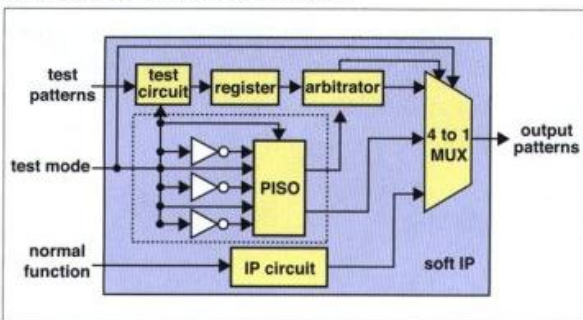 test
patterns
test
circuit
register
arbitrator
test mode
PISO
4 to 1
MUX
output
patterns
normal
function
IP circuit
soft IP